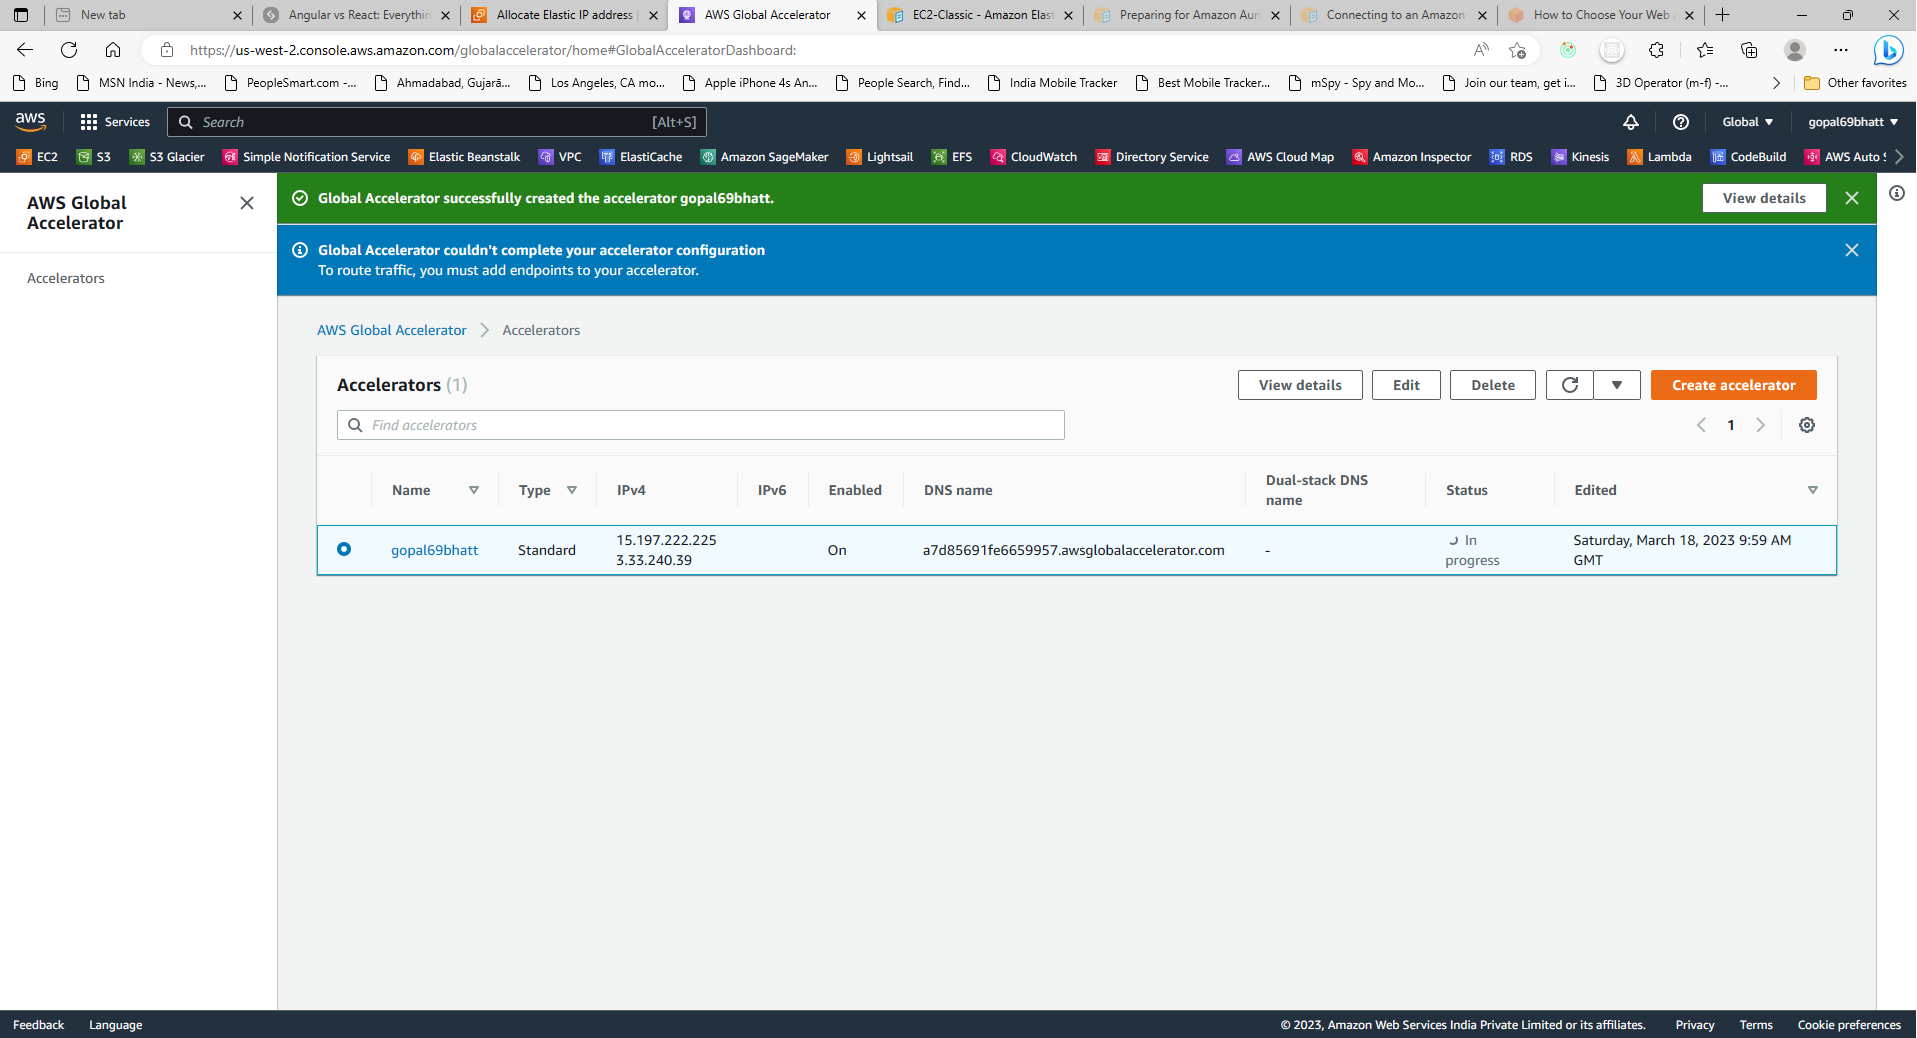 New tab
Angular vs React: Everythin
Allocate Elastic IP address
AWS Global Accelerator
EC2-Classic - Amazon Elast
Preparing for Amazon Auro
Connecting to an Amazon
How to Choose Your Web
https://us-west-2.console.aws.amazon.com/globalaccelerator/home#GlobalAcceleratorDashboard:
Bing
MSN India - News,...
PeopleSmart.com -...
Ahmadabad, Gujarā...
Los Angeles, CA mo...
Apple iPhone 4s An...
People Search, Find...
India Mobile Tracker
Best Mobile Tracker...
mSpy - Spy and Mo...
Join our team, get i...
3D Operator (m-f) -...
Other favorites
aws
Services
Search
[Alt+S]
Global
gopal69bhatt
EC2
S3
S3 Glacier
Simple Notification Service
Elastic Beanstalk
VPC
ElastiCache
Amazon SageMaker
Lightsail
EFS
CloudWatch
Directory Service
AWS Cloud Map
Amazon Inspector
RDS
Kinesis
Lambda
CodeBuild
AWS Auto S
AWS Global
Accelerator
Accelerators
Global Accelerator successfully created the accelerator gopal69bhatt.
View details
Global Accelerator couldn't complete your accelerator configuration
To route traffic, you must add endpoints to your accelerator.
AWS Global Accelerator
Accelerators
Accelerators (1)
View details
Edit
Delete
Create accelerator
Find accelerators
1
Name
Type
IPv4
IPv6
Enabled
DNS name
Dual-stack DNS
name
Status
Edited
gopal69bhatt
Standard
15.197.222.225
3.33.240.39
On
a7d85691fe6659957.awsglobalaccelerator.com
-
In
progress
Saturday, March 18, 2023 9:59 AM
GMT
Feedback
Language
© 2023, Amazon Web Services India Private Limited or its affiliates.
Privacy
Terms
Cookie preferences